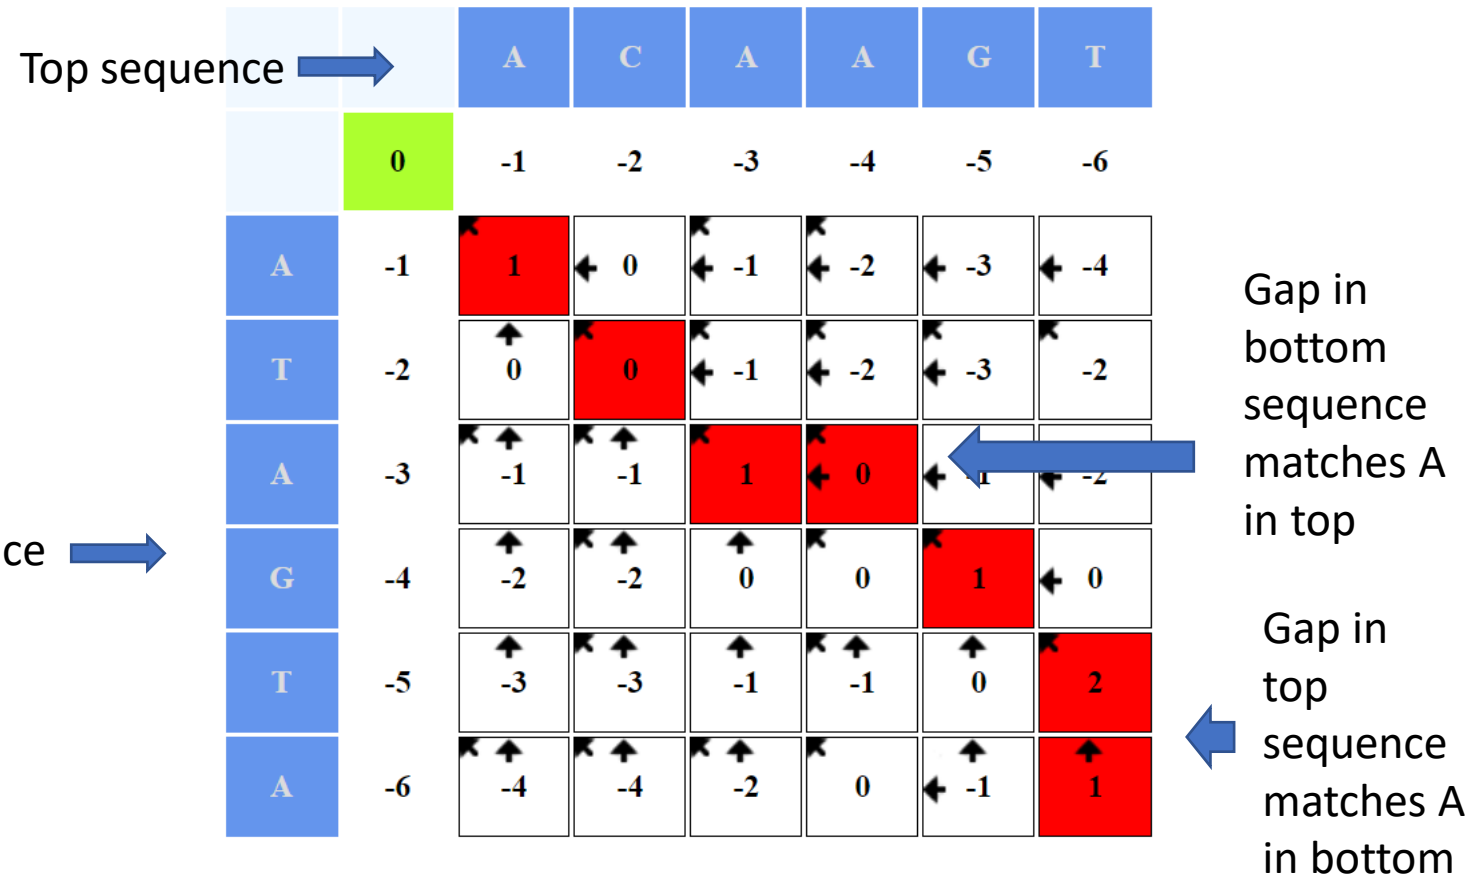 Top sequence
A C A A G T
0 -1 -2 -3 -4 -5 -6
A -1 1 0 -1 -2 -3 -4
T -2 0 0 -1 -2 -3 -2
A -3 -1 -1 1 0 -2
G -4 -2 -2 0 0 1 0
T -5 -3 -3 -1 -1 0 2
A -6 -4 -4 -2 0 -1 1
ce
Gap in
bottom
sequence
matches A
in top
Gap in
top
sequence
matches A
in bottom